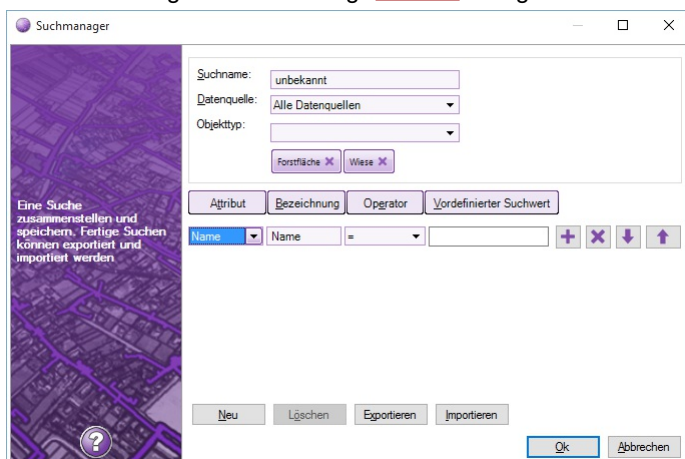 Suchmanager
Suchname:
unbekannt
Datenquelle:
Alle Datenquellen
Objekttyp:
Forstfläche
Wiese
Eine Suche
zusammenstellen und
speichern. Fertige Suchen
können exportiert und
importiert werden
Attribut Bezeichnung Operator Vordefinierter Suchwert
Name Name =
Neu Löschen Exportieren Importieren
?
Ok Abbrechen